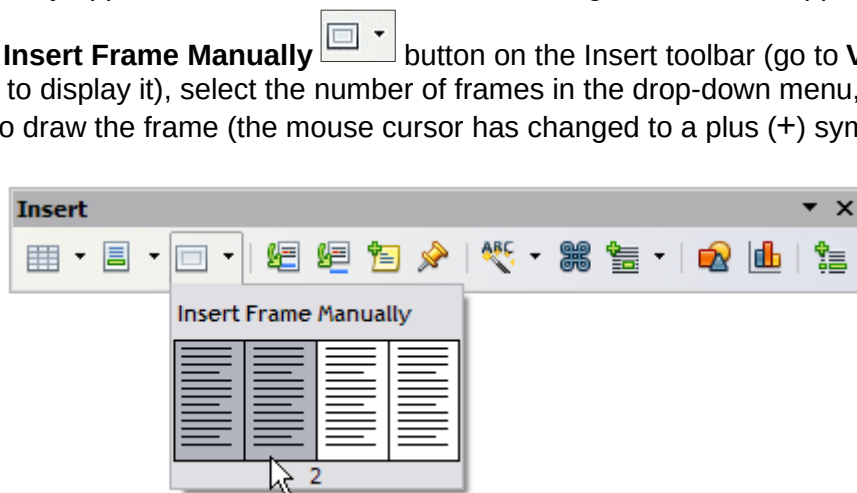 Insert Frame Manually button on the Insert toolbar (go to
to display it), select the number of frames in the drop-down menu,
draw the frame (the mouse cursor has changed to a plus (+)
Insert
ABC
Insert Frame Manually
2